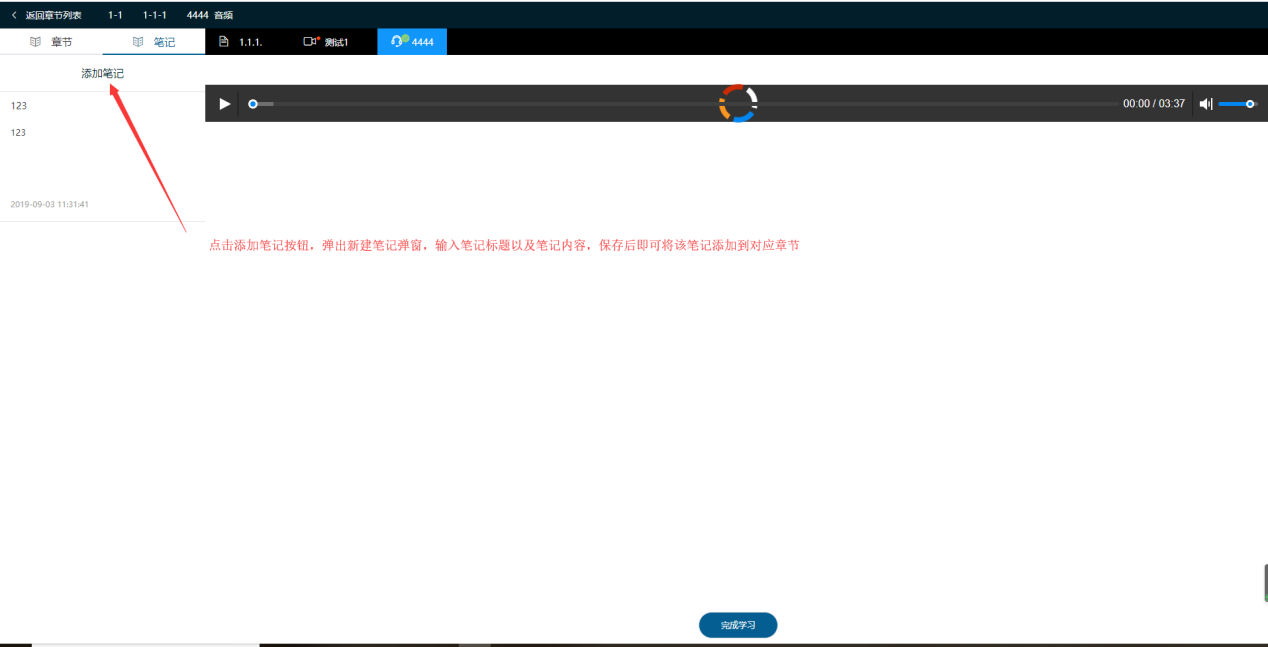 返回章节列表 1-1 1-1-1 4444 音频
章节 笔记 1.1.1. 测试1 4444
添加笔记
123
00:00 / 03:37
123
2019-09-03 11:31:41
点击添加笔记按钮，弹出新建笔记弹窗，输入笔记标题以及笔记内容，保存后即可将该笔记添加到对应章节
完成学习